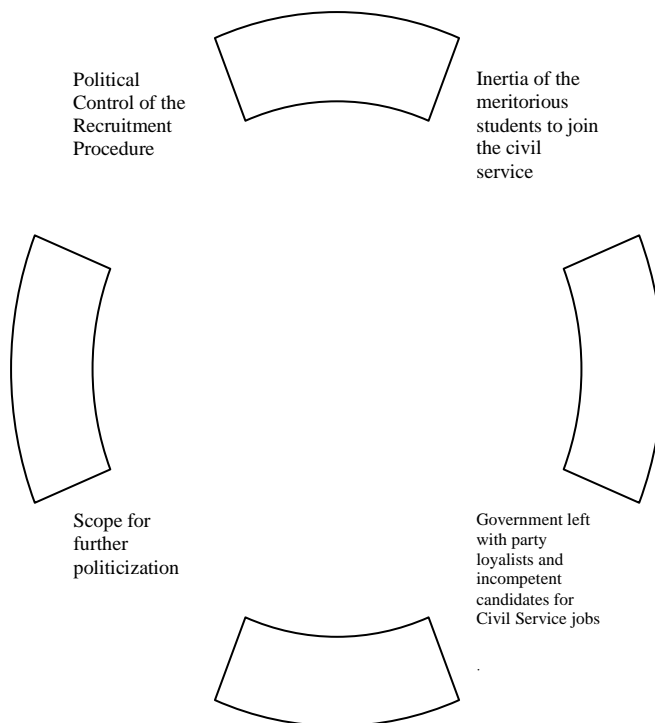 Political
Control of the
Recruitment
Procedure
Inertia of the
meritorious
students to join
the civil
service
Scope for
further
politicization
Government left
with party
loyalists and
incompetent
candidates for
Civil Service jobs
.